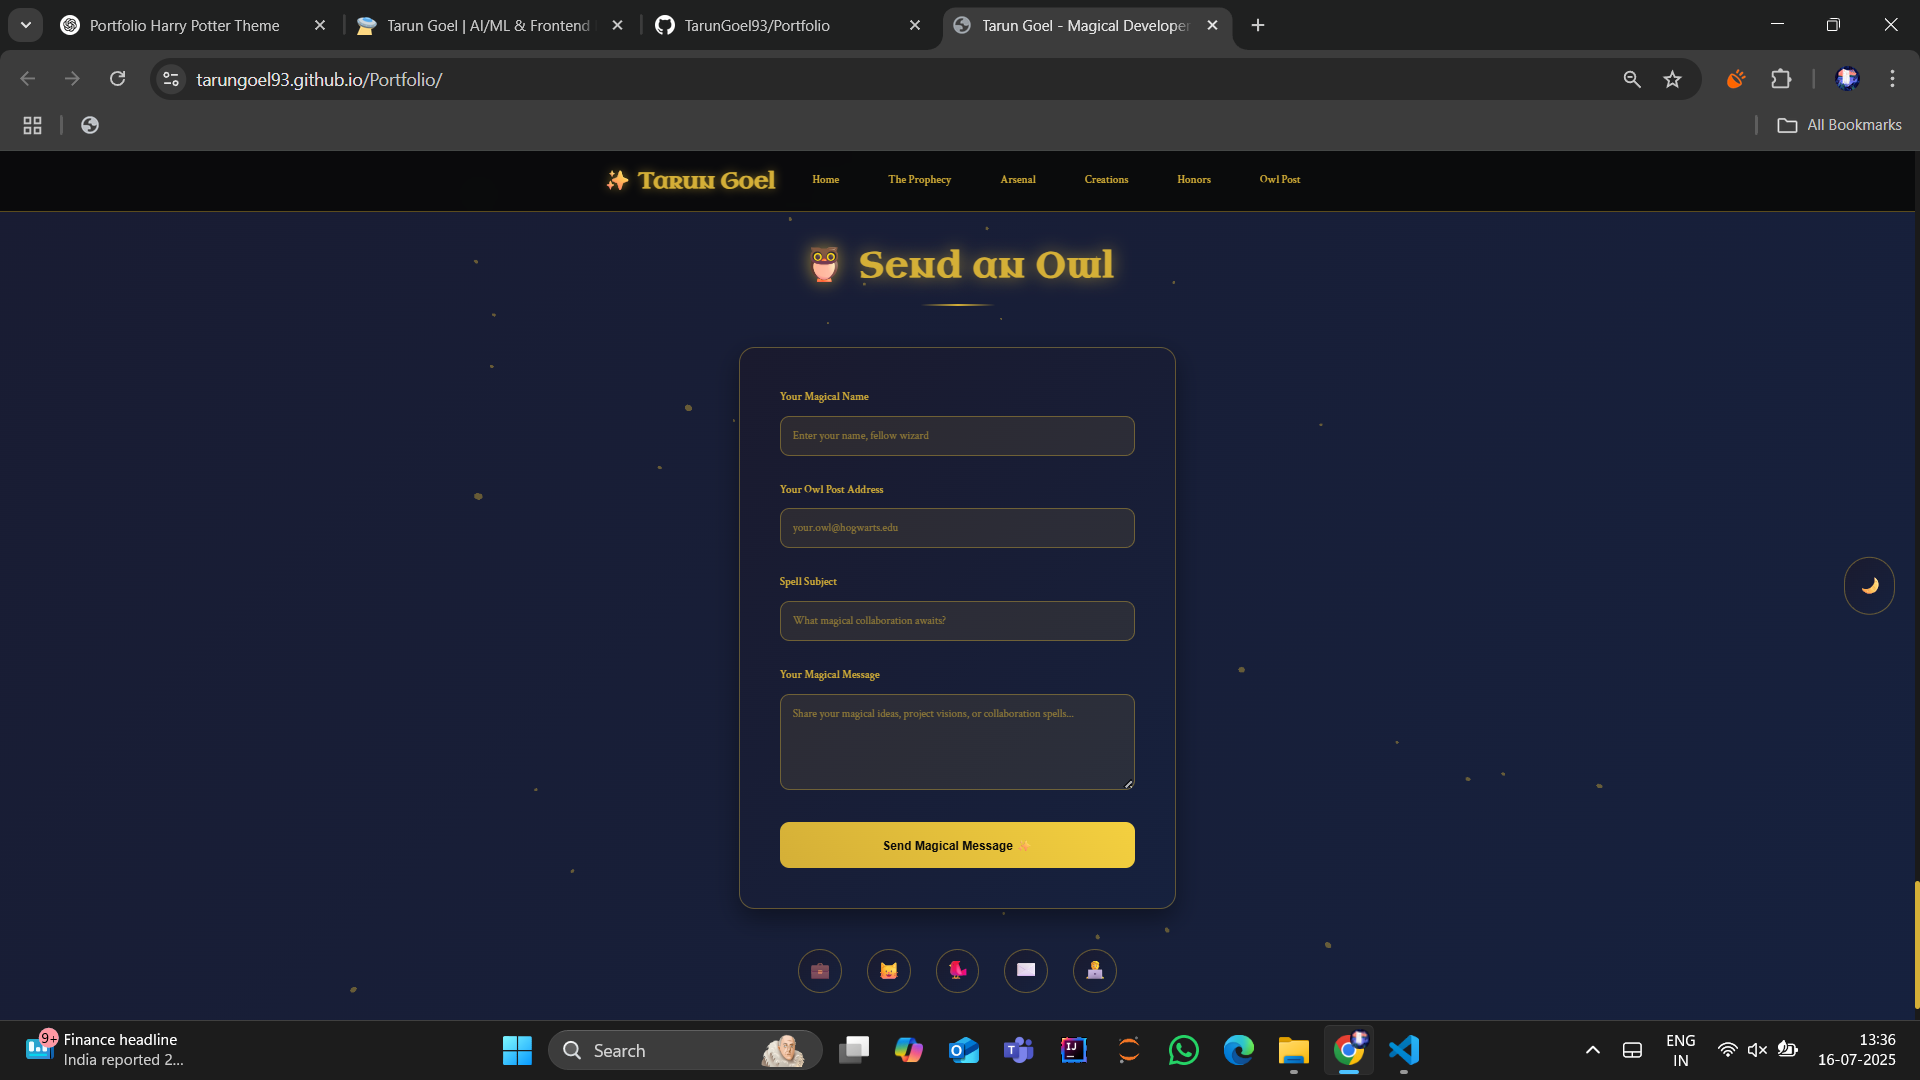 Portfolio Harry Potter Theme
Tarun Goel | AI/ML & Frontend
TarunGoel93/Portfolio
Tarun Goel - Magical Developer
tarungoel93.github.io/Portfolio/
All Bookmarks
✨ Tarun Goel
Home
The Prophecy
Arsenal
Creations
Honors
Owl Post
🦉 Send an Owl
Your Magical Name
Enter your name, fellow wizard
Your Owl Post Address
your.owl@hogwarts.edu
Spell Subject
What magical collaboration awaits?
Your Magical Message
Share your magical ideas, project visions, or collaboration spells...
Send Magical Message ✨
9+
Finance headline
India reported 2...
Search
ENG
IN
13:36
16-07-2025